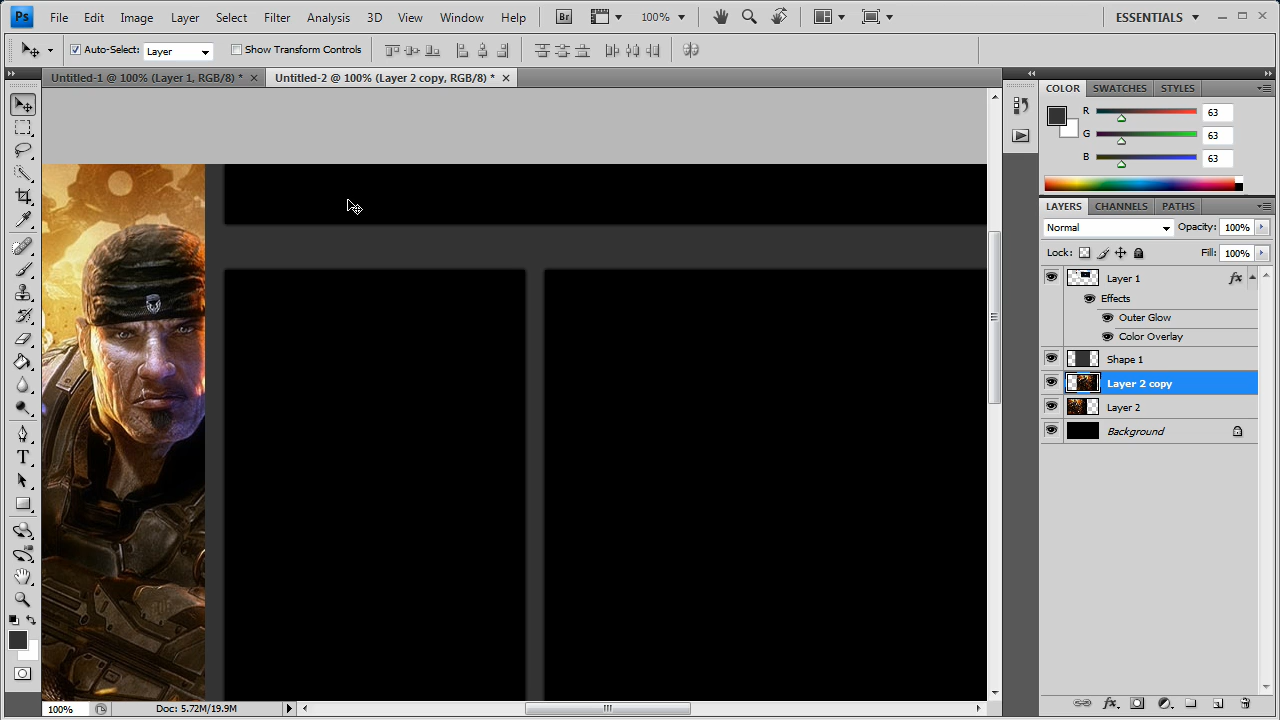 Ps File Edit Image Layer Select Filter Analysis 3D View Window Help Br 100% ESSENTIALS
Auto-Select: Layer Show Transform Controls
Untitled-1 @ 100% (Layer 1, RGB/8) * Untitled-2 @ 100% (Layer 2 copy, RGB/8) *
COLOR SWATCHES STYLES
R 63
G 63
B 63
LAYERS CHANNELS PATHS
Normal Opacity: 100%
Lock: Fill: 100%
Layer 1 fx
Effects
Outer Glow
Color Overlay
Shape 1
Layer 2 copy
Layer 2
Background
T
100% Doc: 5.72M/19.9M
fx.